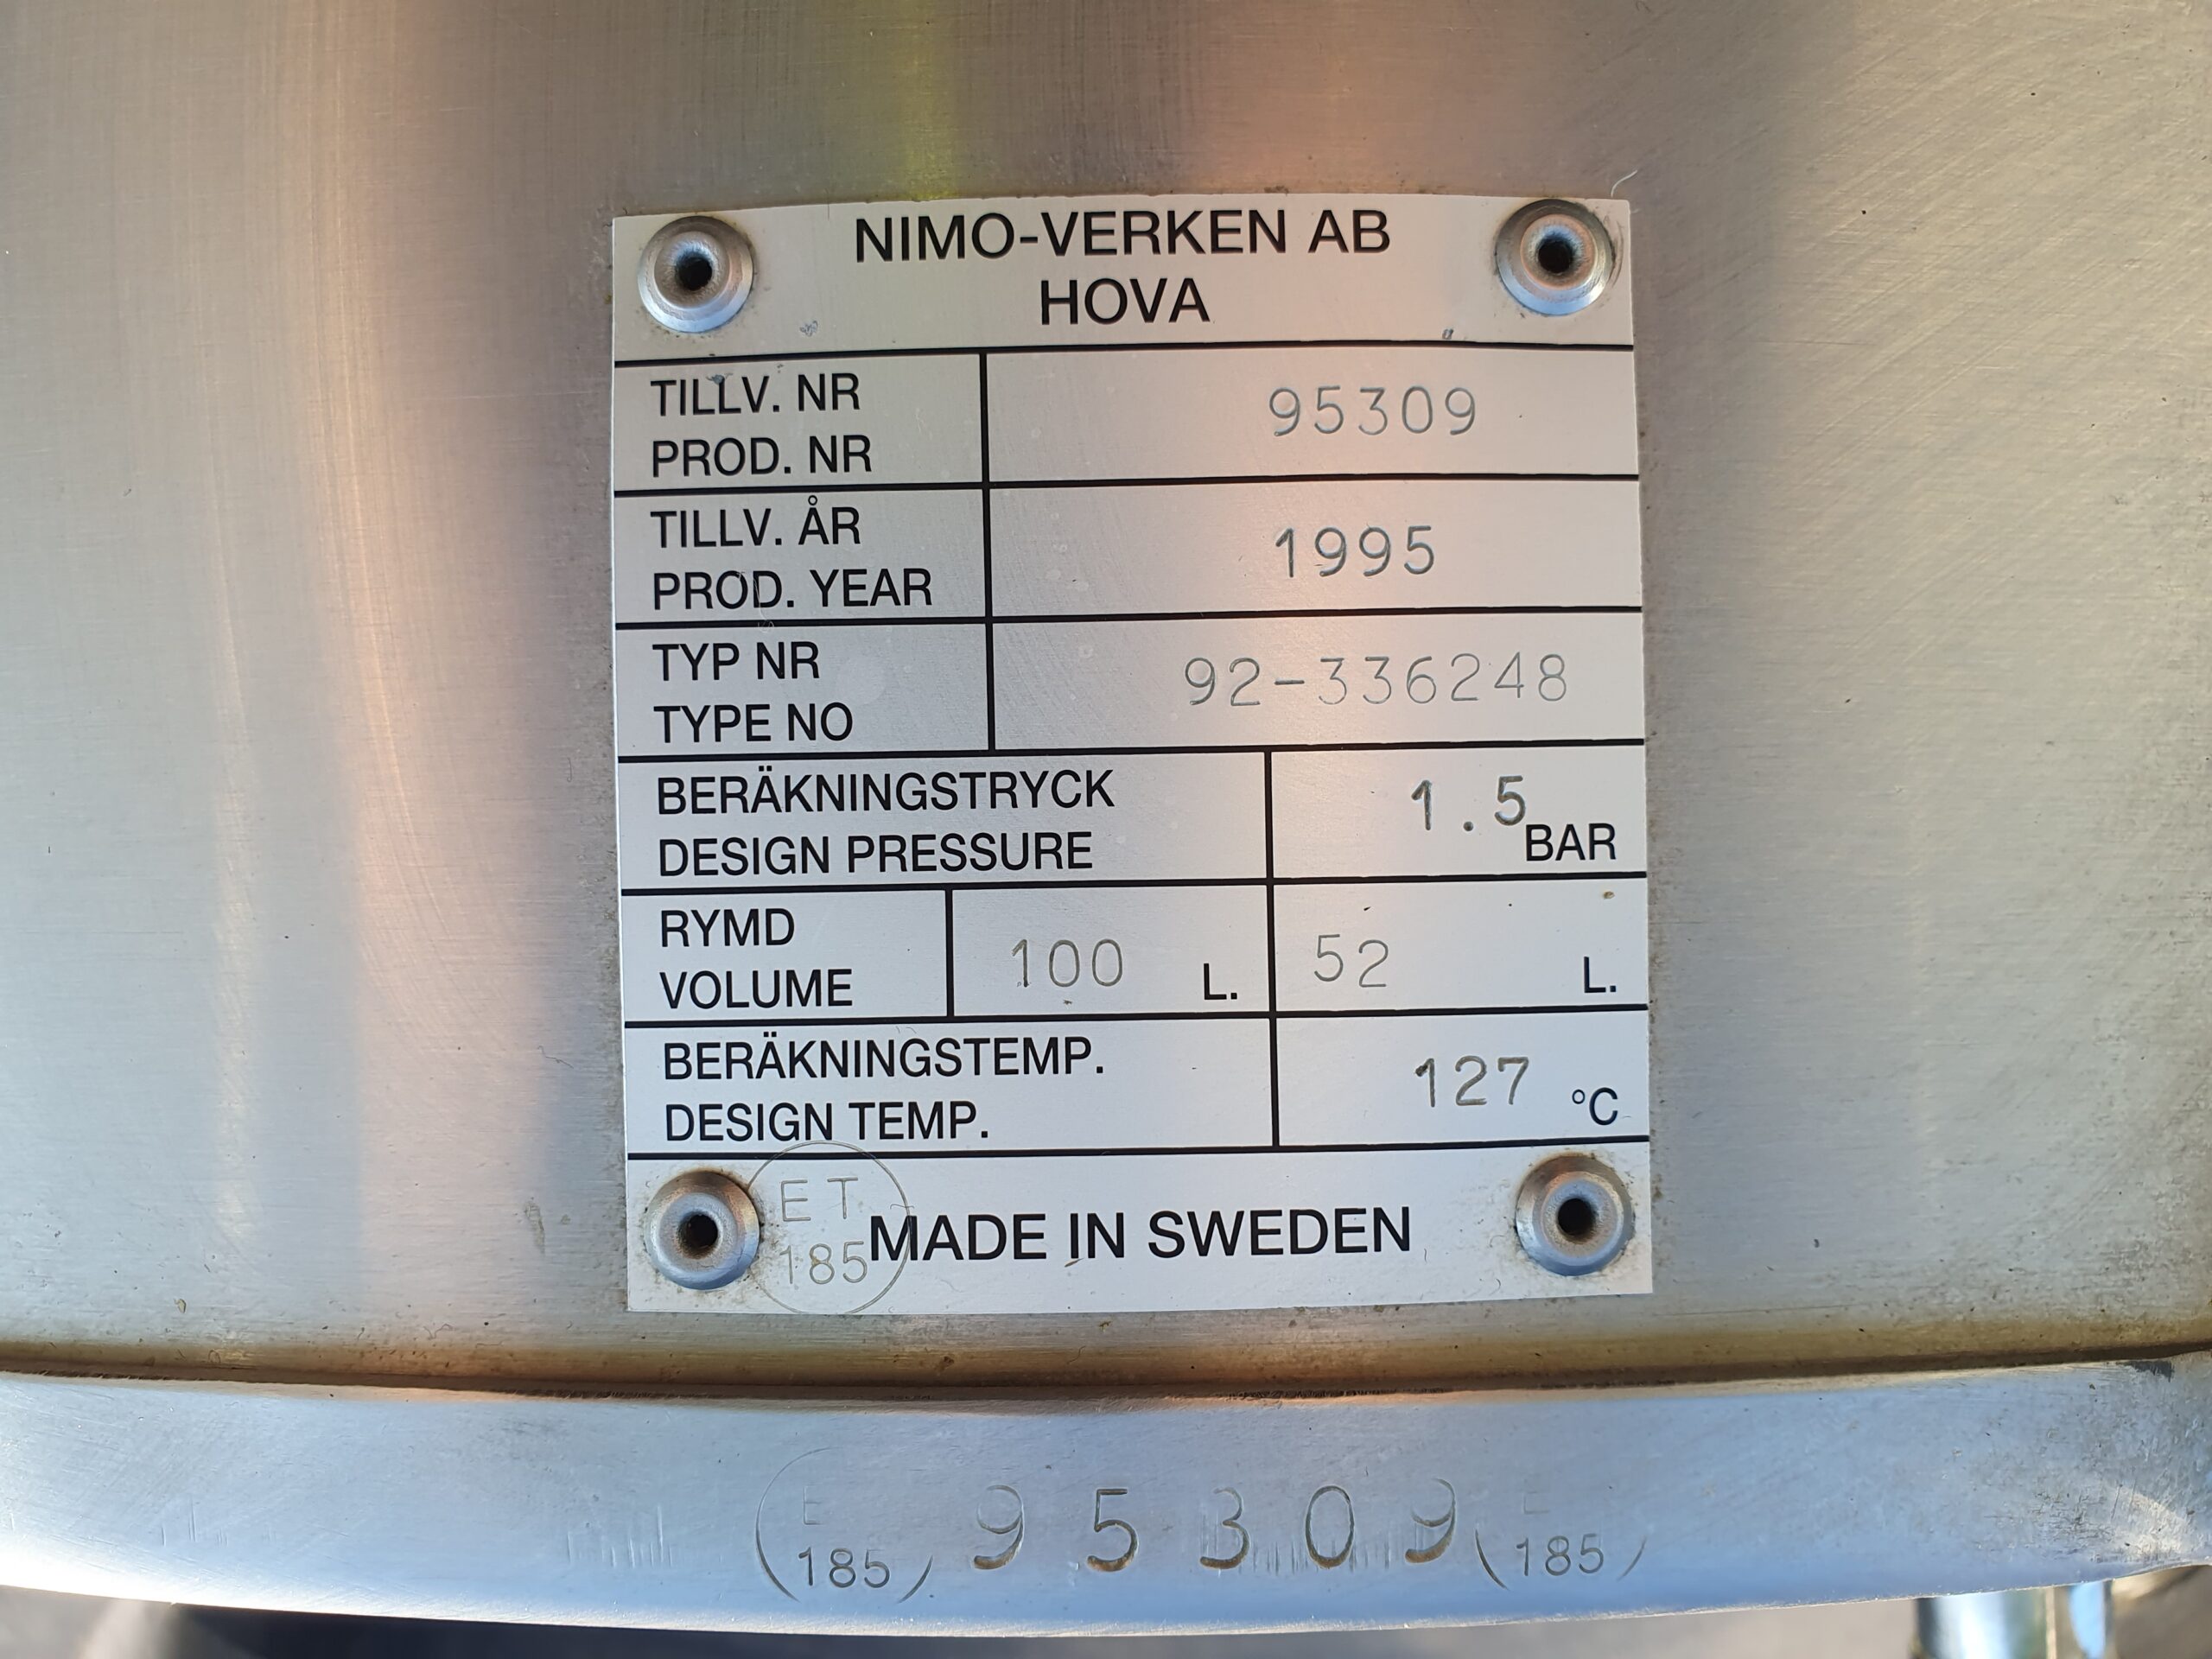 NIMO-VERKEN AB
HOVA
TILLV. NR
PROD. NR
95309
TILLV. ÅR
PROD. YEAR
1995
TYP NR
TYPE NO
92-336248
BERÄKNINGSTRYCK
DESIGN PRESSURE
1.5 BAR
RYMD
VOLUME
100 L.
52 L.
BERÄKNINGSTEMP.
DESIGN TEMP.
127 °C
ET
185
MADE IN SWEDEN
E
185
95309
E
185